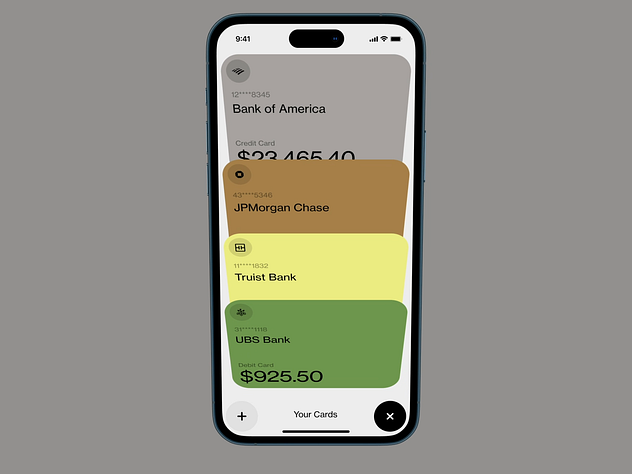 9:41
12****8345
Bank of America
Credit Card
$23,465.40
43****5346
JPMorgan Chase
11****1832
Truist Bank
31****1118
UBS Bank
Debit Card
$925.50
Your Cards